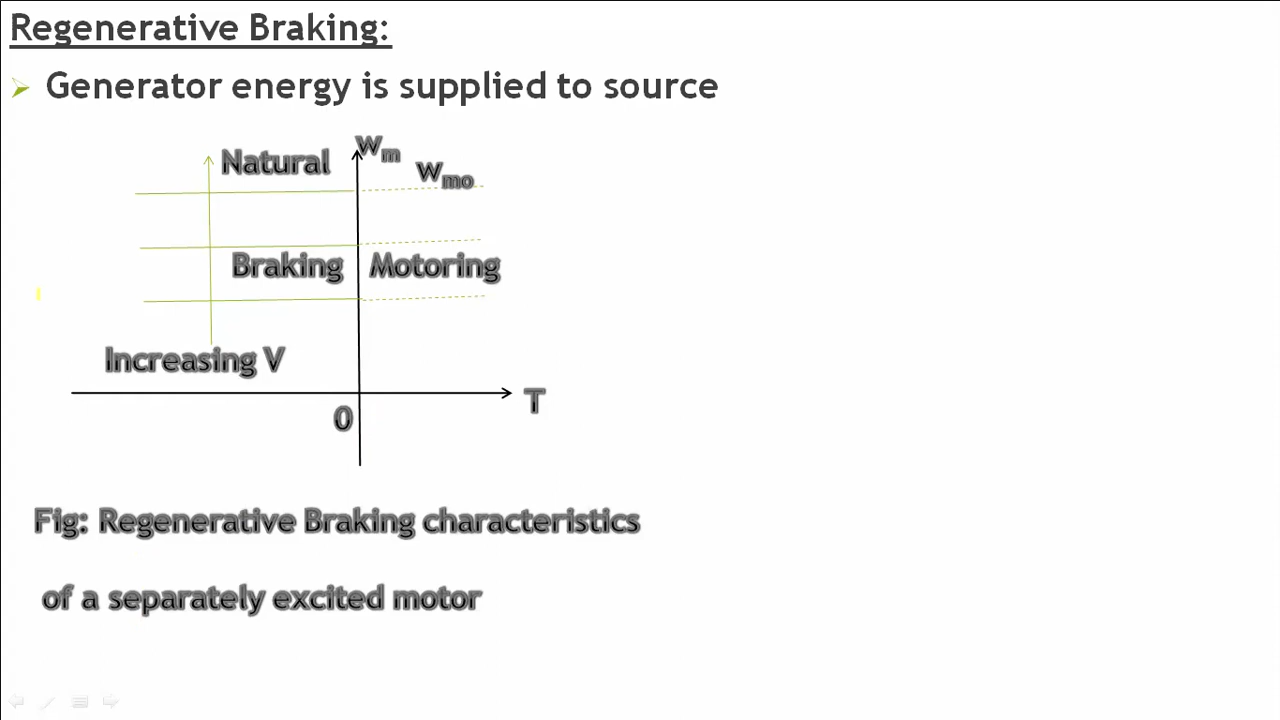 Regenerative Braking:
Generator energy is supplied to source
Natural
wm
wmo
Braking
Motoring
Increasing V
0
T
Fig: Regenerative Braking characteristics
of a separately excited motor